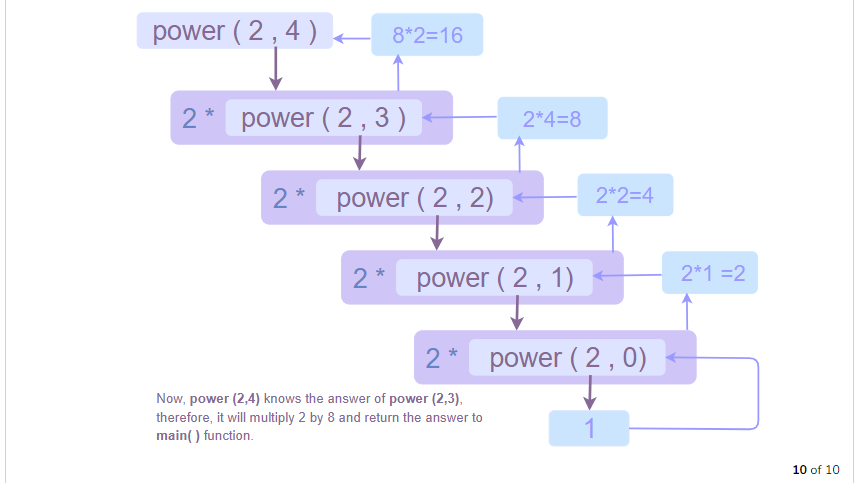 power ( 2 , 4 ) 8*2=16
2 * power ( 2 , 3 ) 2*4=8
2 * power ( 2 , 2) 2*2=4
2 * power ( 2 , 1) 2*1 =2
2 * power ( 2 , 0)
Now, power (2,4) knows the answer of power (2,3),
therefore, it will multiply 2 by 8 and return the answer to
main( ) function.
1
10 of 10